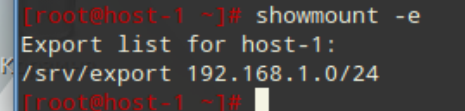 [root@host-1 ~]# showmount -e
Export list for host-1:
/srv/export 192.168.1.0/24
[root@host-1 ~]#